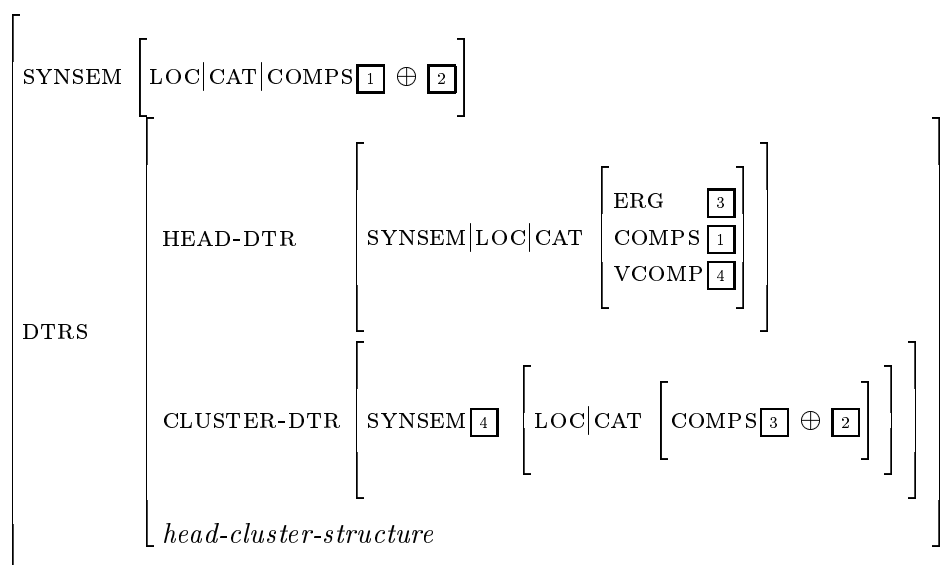 SYNSEM [LOC|CAT|COMPS 1 ⊕ 2]
ERG 3
HEAD-DTR SYNSEM|LOC|CAT COMPS 1
VCOMP 4
DTRS
CLUSTER-DTR SYNSEM 4 [LOC|CAT [COMPS 3 ⊕ 2]]
head-cluster-structure